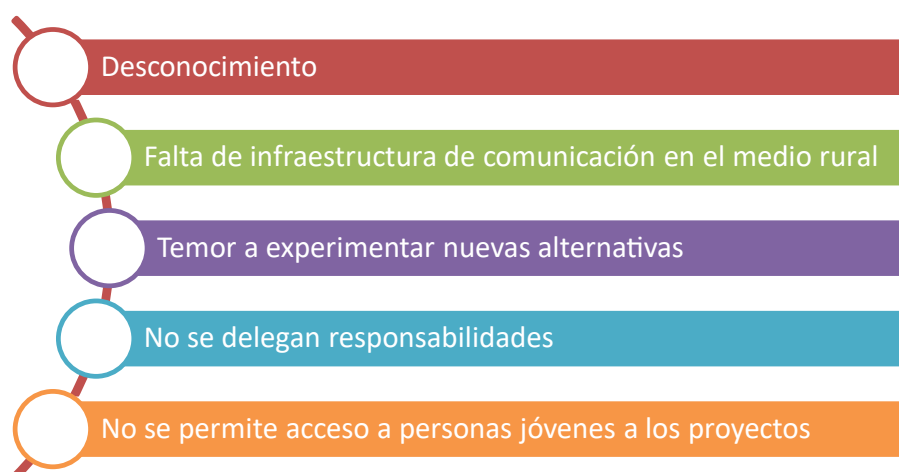 Desconocimiento
Falta de infraestructura de comunicación en el medio rural
Temor a experimentar nuevas alternativas
No se delegan responsabilidades
No se permite acceso a personas jóvenes a los proyectos